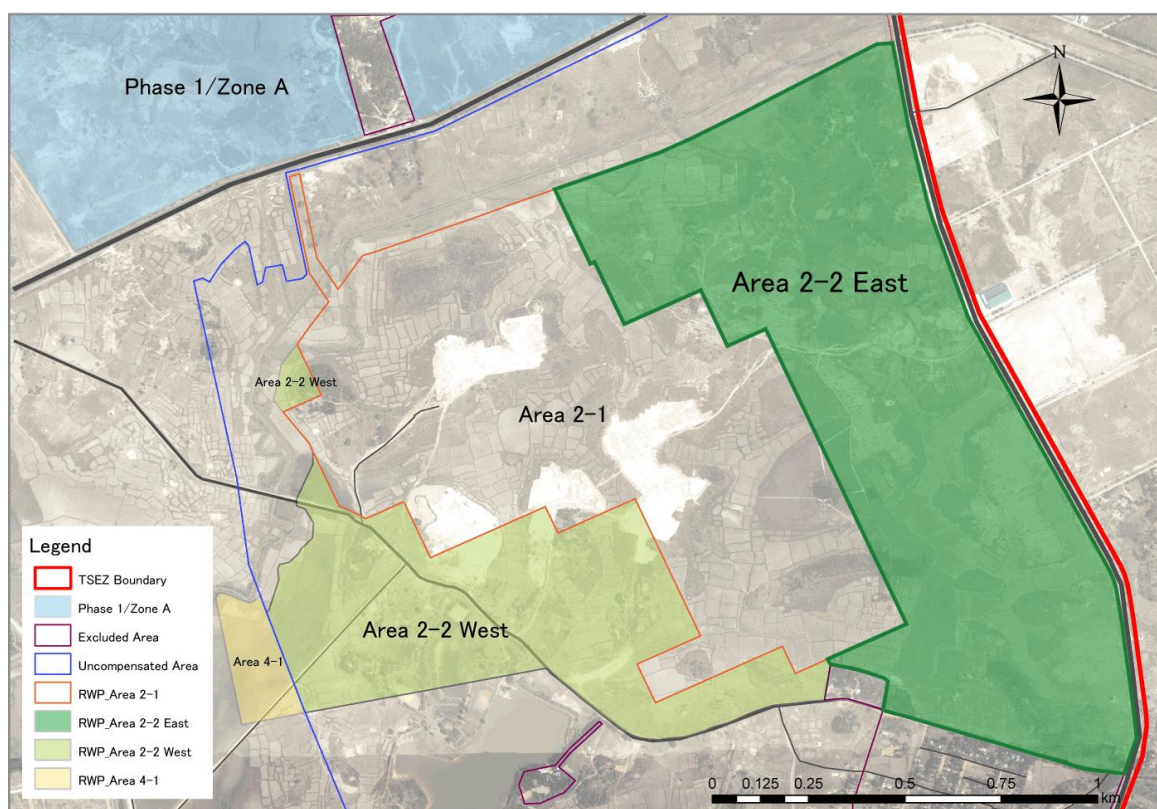 Phase 1/Zone A
N
Area 2-2 East
Area 2-2 West
Area 2-1
Area 2-2 West
Area 4-1
Legend
TSEZ Boundary
Phase 1/Zone A
Excluded Area
Uncompensated Area
RWP_Area 2-1
RWP_Area 2-2 East
RWP_Area 2-2 West
RWP_Area 4-1
0 0.125 0.25 0.5 0.75 1
km